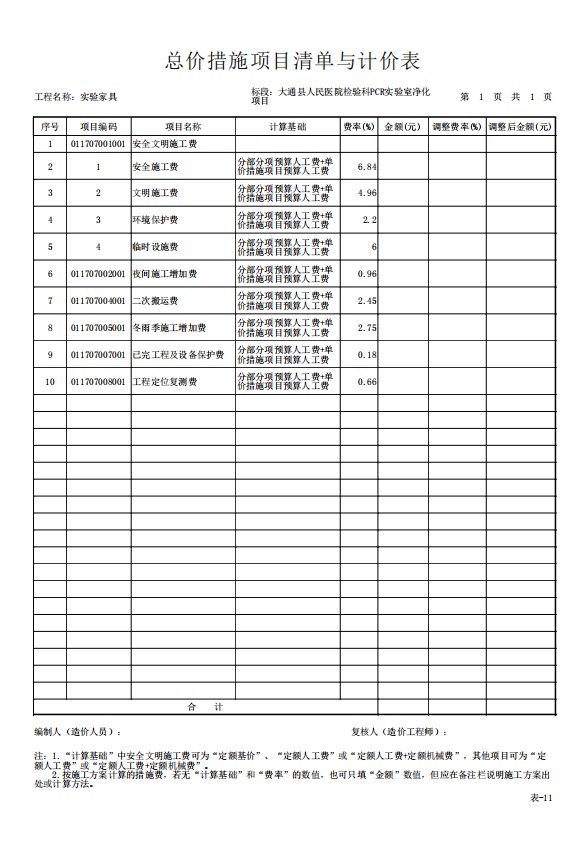 总价措施项目清单与计价表
工程名称：实验家具
标段：大通县人民医院检验科PCR实验室净化
项目
第 1 页 共 1 页
序号 项目编码 项目名称 计算基础 费率(%) 金额(元) 调整费率(%) 调整后金额(元)
1 011707001001 安全文明施工费
2 1 安全施工费 分部分项预算人工费+单
价措施项目预算人工费 6.84
3 2 文明施工费 分部分项预算人工费+单
价措施项目预算人工费 4.96
4 3 环境保护费 分部分项预算人工费+单
价措施项目预算人工费 2.2
5 4 临时设施费 分部分项预算人工费+单
价措施项目预算人工费 6
6 011707002001 夜间施工增加费 分部分项预算人工费+单
价措施项目预算人工费 0.96
7 011707004001 二次搬运费 分部分项预算人工费+单
价措施项目预算人工费 2.45
8 011707005001 冬雨季施工增加费 分部分项预算人工费+单
价措施项目预算人工费 2.75
9 011707007001 已完工程及设备保护费 分部分项预算人工费+单
价措施项目预算人工费 0.18
10 011707008001 工程定位复测费 分部分项预算人工费+单
价措施项目预算人工费 0.66
合 计
编制人（造价人员）：
复核人（造价工程师）：
注：1.“计算基础”中安全文明施工费可为“定额基价”、“定额人工费”或“定额人工费+定额机械费”，其他项目可为“定
额人工费”或“定额人工费+定额机械费”。
2.按施工方案计算的措施费，若无“计算基础”和“费率”的数值，也可只填“金额”数值，但应在备注栏说明施工方案出
处或计算方法。
表-11